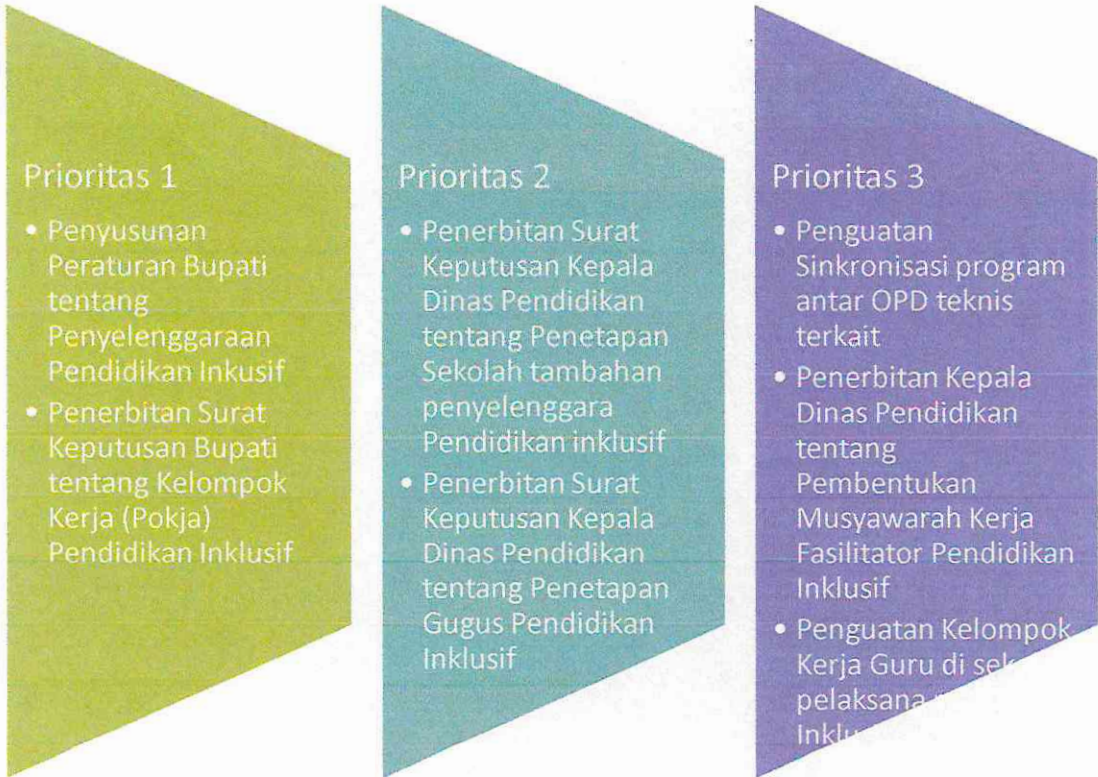 Prioritas 1
• Penyusunan
Peraturan Bupati
tentang
Penyelenggaraan
Pendidikan Inkusif
• Penerbitan Surat
Keputusan Bupati
tentang Kelompok
Kerja (Pokja)
Pendidikan Inklusif
Prioritas 2
• Penerbitan Surat
Keputusan Kepala
Dinas Pendidikan
tentang Penetapan
Sekolah tambahan
penyelenggara
Pendidikan inklusif
• Penerbitan Surat
Keputusan Kepala
Dinas Pendidikan
tentang Penetapan
Gugus Pendidikan
Inklusif
Prioritas 3
• Penguatan
Sinkronisasi program
antar OPD teknis
terkait
• Penerbitan Kepala
Dinas Pendidikan
tentang
Pembentukan
Musyawarah Kerja
Fasilitator Pendidikan
Inklusif
• Penguatan Kelompok
Kerja Guru di
pelaksana